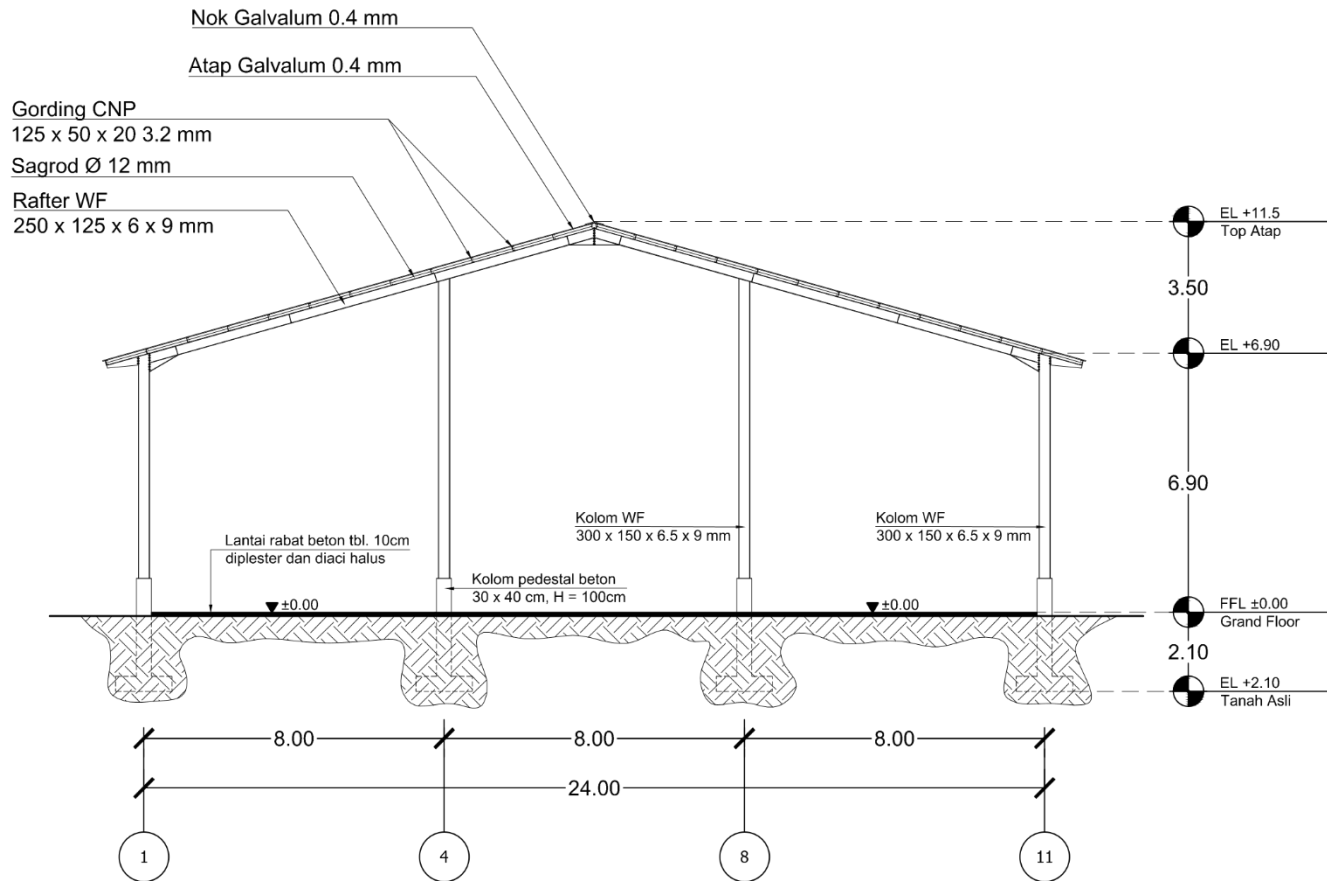 Nok Galvalum 0.4 mm
Atap Galvalum 0.4 mm
Gording CNP
125 x 50 x 20 3.2 mm
Sagrod Ø 12 mm
Rafter WF
250 x 125 x 6 x 9 mm
EL +11.5
Top Atap
3.50
EL +6.90
6.90
Kolom WF
300 x 150 x 6.5 x 9 mm
Kolom WF
300 x 150 x 6.5 x 9 mm
Lantai rabat beton tbl. 10cm
diplester dan diaci halus
Kolom pedestal beton
30 x 40 cm, H = 100cm
±0.00
±0.00
FFL ±0.00
Grand Floor
2.10
EL +2.10
Tanah Asli
8.00
8.00
8.00
24.00
1
4
8
11